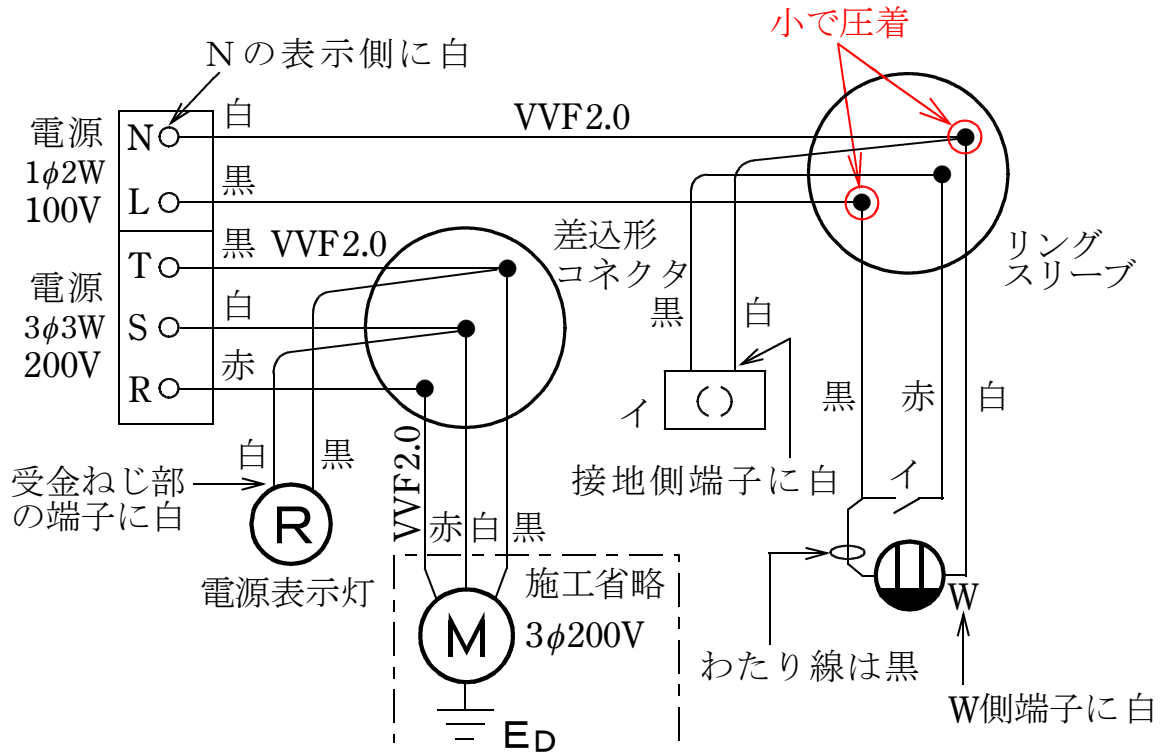 小で圧着
Nの表示側に白
白
VVF2.0
電源
1φ2W
100V
N
L
黒
黒
VVF2.0
差込形
コネクタ
リング
スリーブ
電源
3φ3W
200V
T
S
R
白
赤
黒
白
イ
黒
赤
白
接地側端子に白
イ
受金ねじ部
の端子に白
白
黒
R
電源表示灯
VVF2.0
赤
白
黒
施工省略
M
3φ200V
ED
わたり線は黒
W
W側端子に白